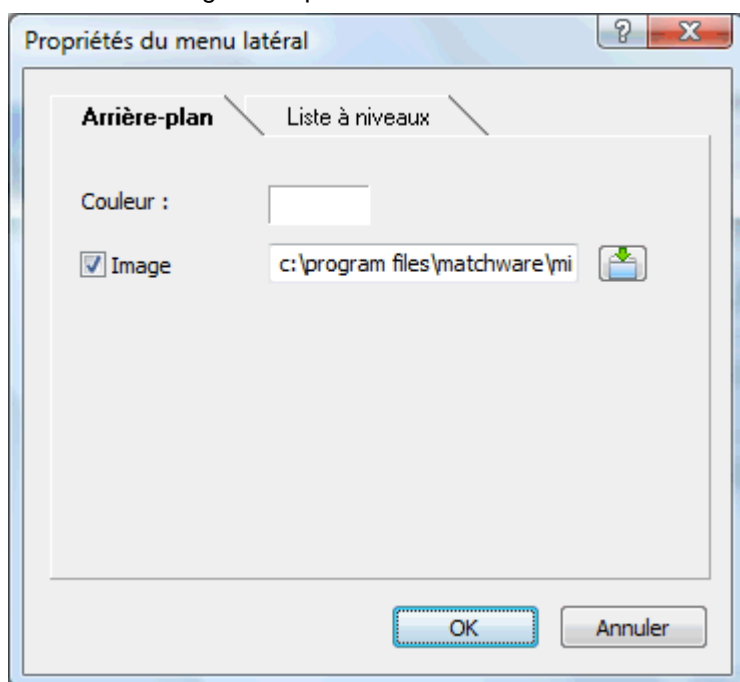 Propriétés du menu latéral
Arrière-plan
Liste à niveaux
Couleur :
Image
c:\program files\matchware\mi
OK
Annuler